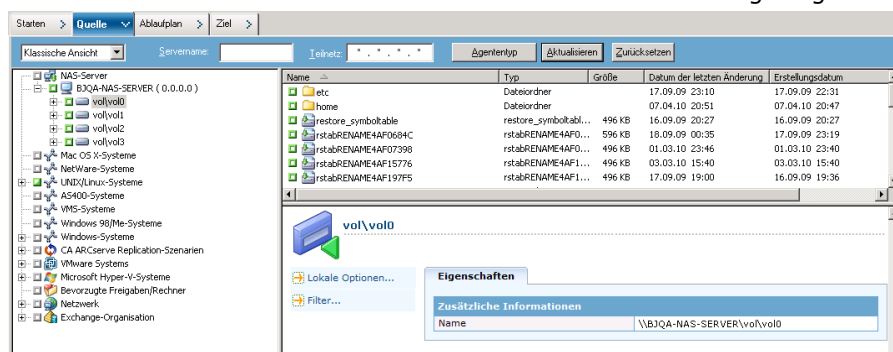 Starten > Quelle Ablaufplan > Ziel >
Klassische Ansicht Servername: Teilnetz: * . * . * . * Agententyp Aktualisieren Zurücksetzen
NAS-Server
BJQA-NAS-SERVER ( 0.0.0.0 )
vol\vol0
vol\vol1
vol\vol2
vol\vol3
Mac OS X-Systeme
NetWare-Systeme
UNIX/Linux-Systeme
AS400-Systeme
VMS-Systeme
Windows 98/Me-Systeme
Windows-Systeme
CA ARCserve Replication-Szenarien
VMware Systems
Microsoft Hyper-V-Systeme
Bevorzugte Freigaben/Rechner
Netzwerk
Exchange-Organisation
Name Typ Größe Datum der letzten Änderung Erstellungsdatum
etc Dateiordner 17.09.09 23:10 17.09.09 22:31
home Dateiordner 07.04.10 20:51 07.04.10 20:47
restore_symboltable restore_symboltabl... 496 KB 16.09.09 20:27 16.09.09 20:27
rstabRENAME4AF0684C rstabRENAME4AF0... 596 KB 18.09.09 00:35 17.09.09 23:19
rstabRENAME4AF07398 rstabRENAME4AF0... 496 KB 01.03.10 23:46 01.03.10 23:40
rstabRENAME4AF15776 rstabRENAME4AF1... 496 KB 03.03.10 15:40 03.03.10 15:40
rstabRENAME4AF197F5 rstabRENAME4AF1... 496 KB 17.09.09 19:00 16.09.09 19:36
vol\vol0
Lokale Optionen...
Filter...
Eigenschaften
Zusätzliche Informationen
Name \\BJQA-NAS-SERVER\vol\vol0